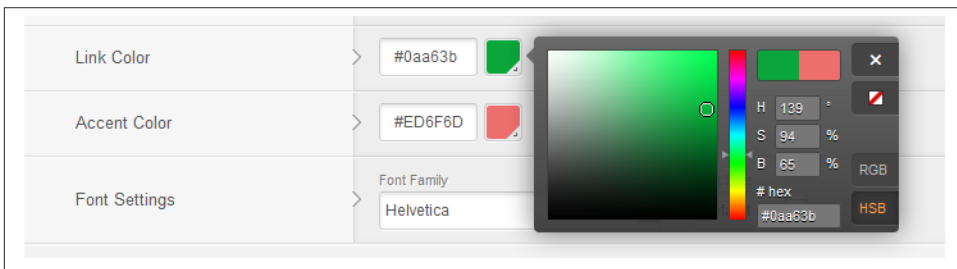 Link Color
#0aa63b
Accent Color
#ED6F6D
Font Settings
Font Family
Helvetica
H 139 °
S 94 %
B 65 %
# hex
#0aa63b
RGB
HSB